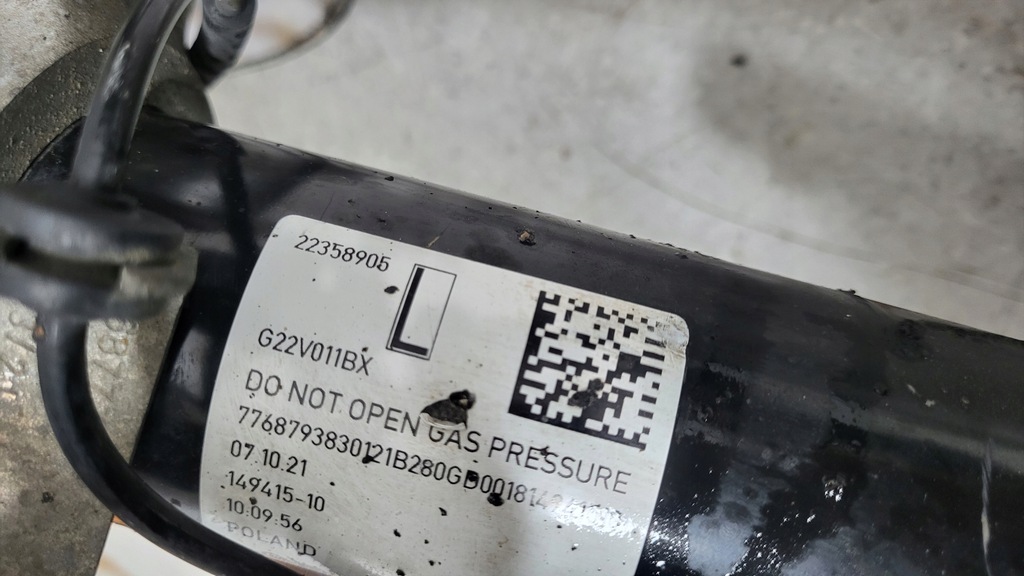 22358905
L
G22V011BX
DO NOT OPEN GAS PRESSURE
07.10.21
149415-10
10:09:56
POLAND